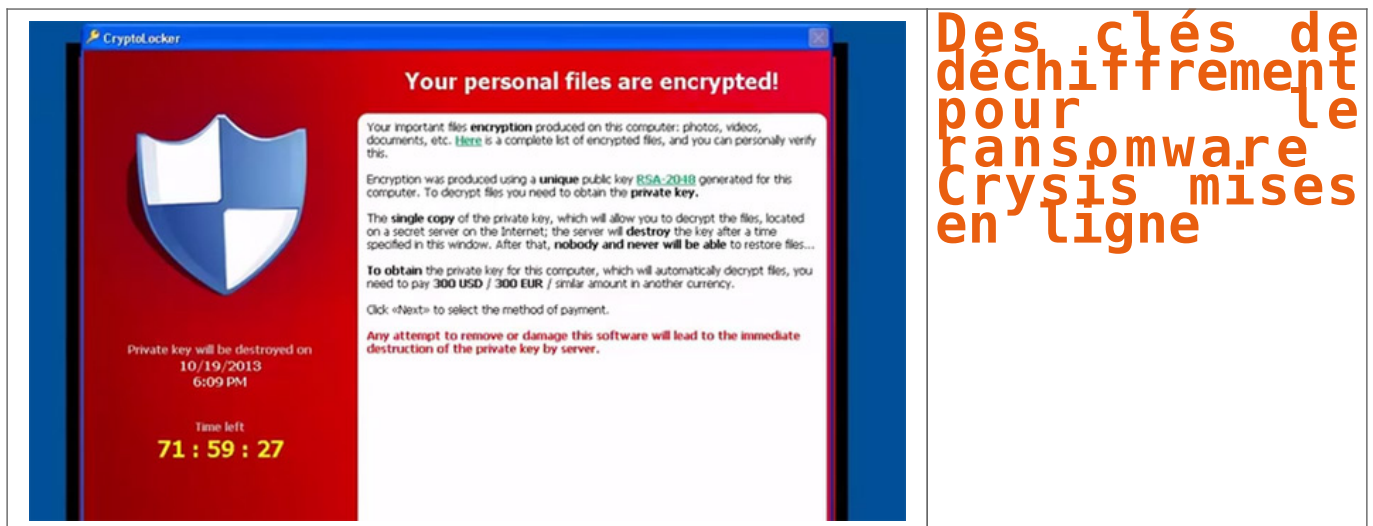 CryptoLocker
Your personal files are encrypted!
Your important files encryption produced on this computer: photos, videos,
documents, etc. Here is a complete list of encrypted files, and you can personally verify
this.
Encryption was produced using a unique public key RSA-2048 generated for this
computer. To decrypt files you need to obtain the private key.
The single copy of the private key, which will allow you to decrypt the files, located
on a secret server on the Internet; the server will destroy the key after a time
specified in this window. After that, nobody and never will be able to restore files...
To obtain the private key for this computer, which will automatically decrypt files, you
need to pay 300 USD / 300 EUR / similar amount in another currency.
Click «Next» to select the method of payment.
Any attempt to remove or damage this software will lead to the immediate
destruction of the private key by server.
Private key will be destroyed on
10/19/2013
6:09 PM
Time left
71 : 59 : 27
Des clés de
déchiffrement
pour le
ransomware
Crysis mises
en ligne